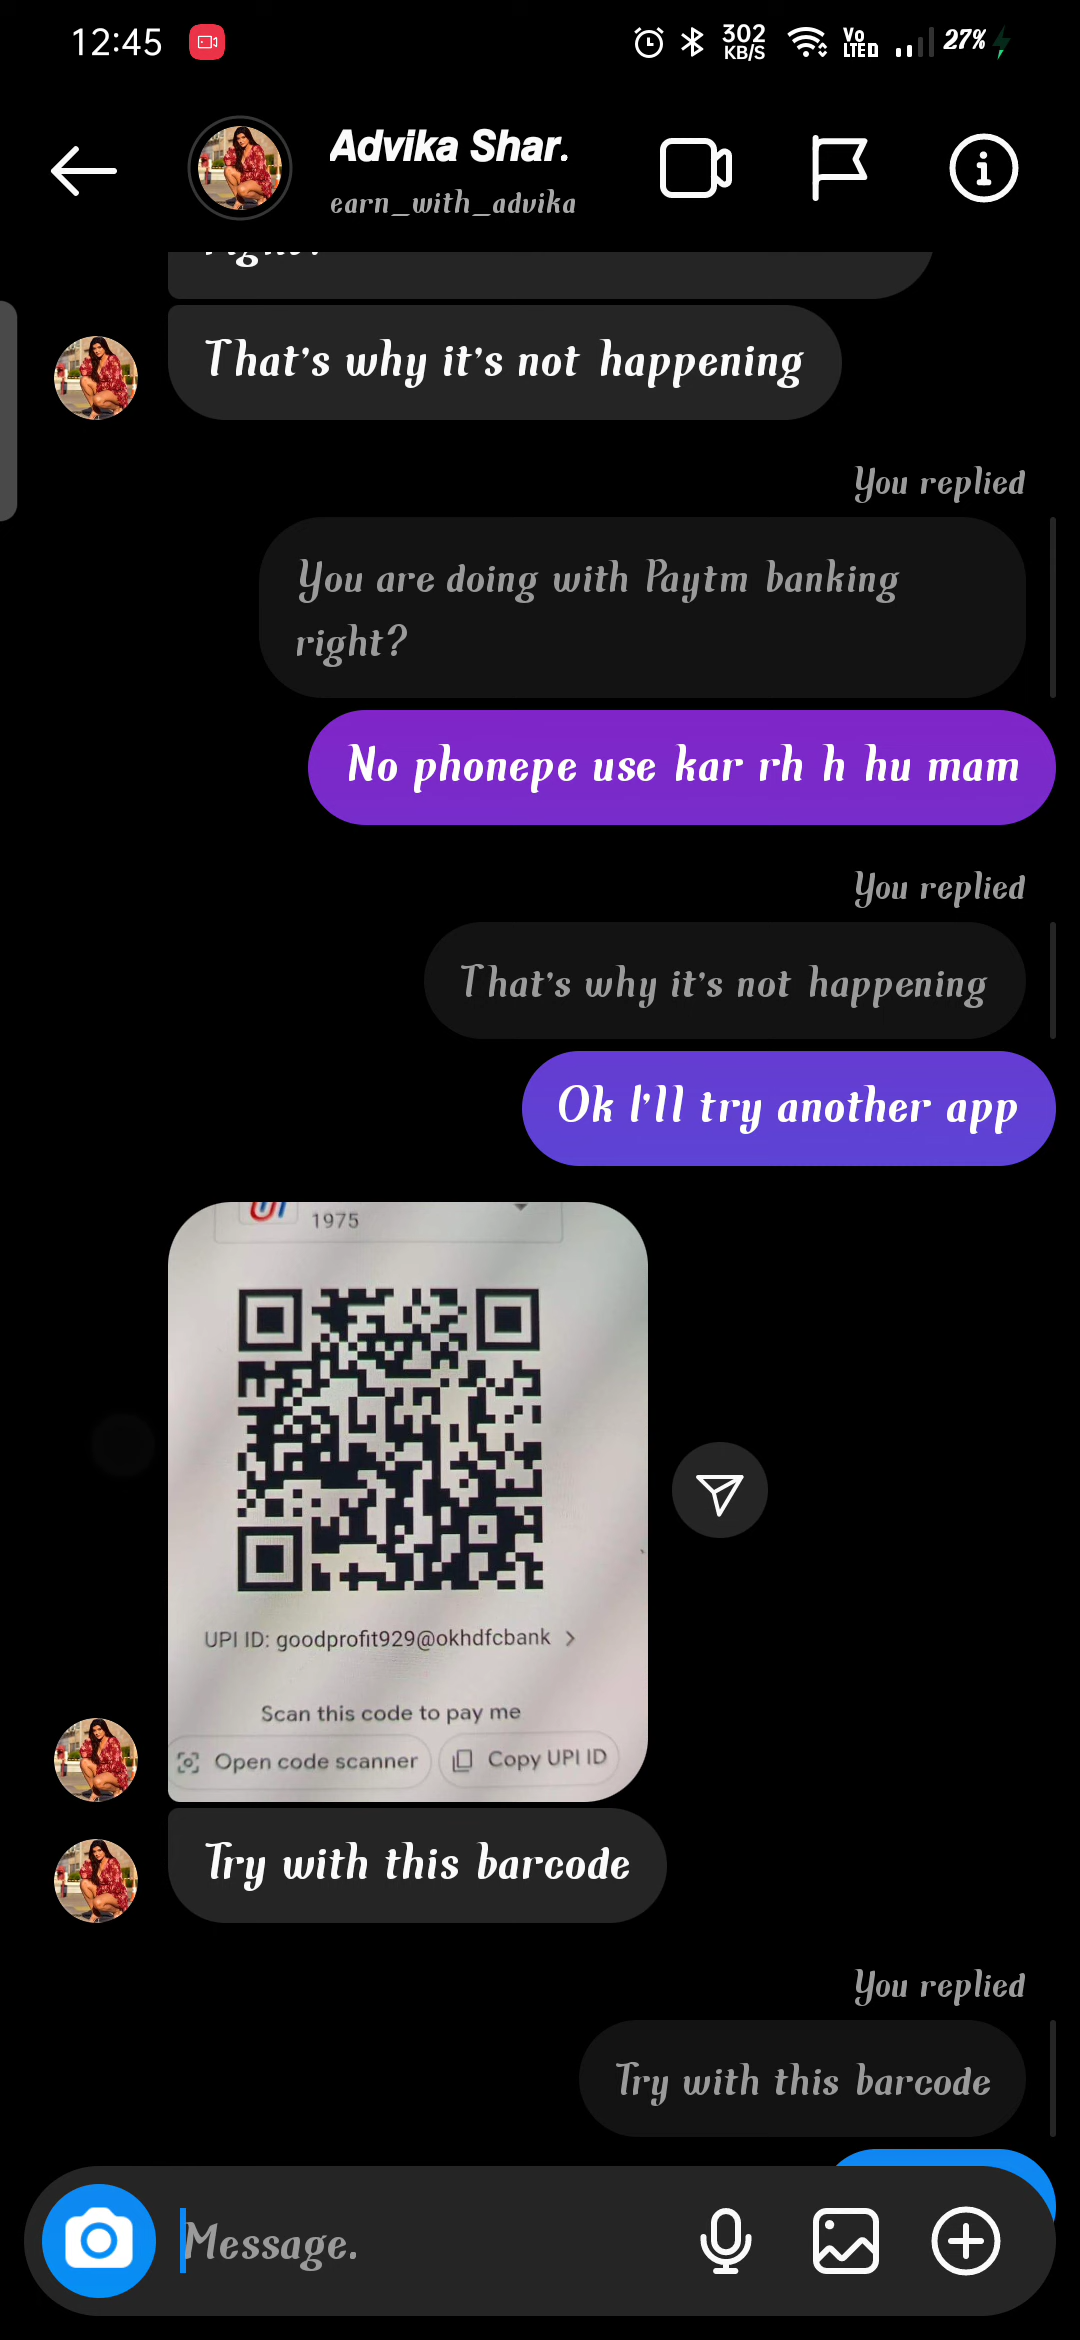 12:45
302
KB/S
Vo
LTE
27%
Advika Shar.
earn_with_advika
right?
That's why it's not happening
You replied
You are doing with Paytm banking
right?
No phonepe use kar rh h hu mam
You replied
That's why it's not happening
Ok I'll try another app
1975
UPI ID: goodprofit929@okhdfcbank
Scan this code to pay me
Open code scanner
Copy UPI ID
Try with this barcode
You replied
Try with this barcode
Message.